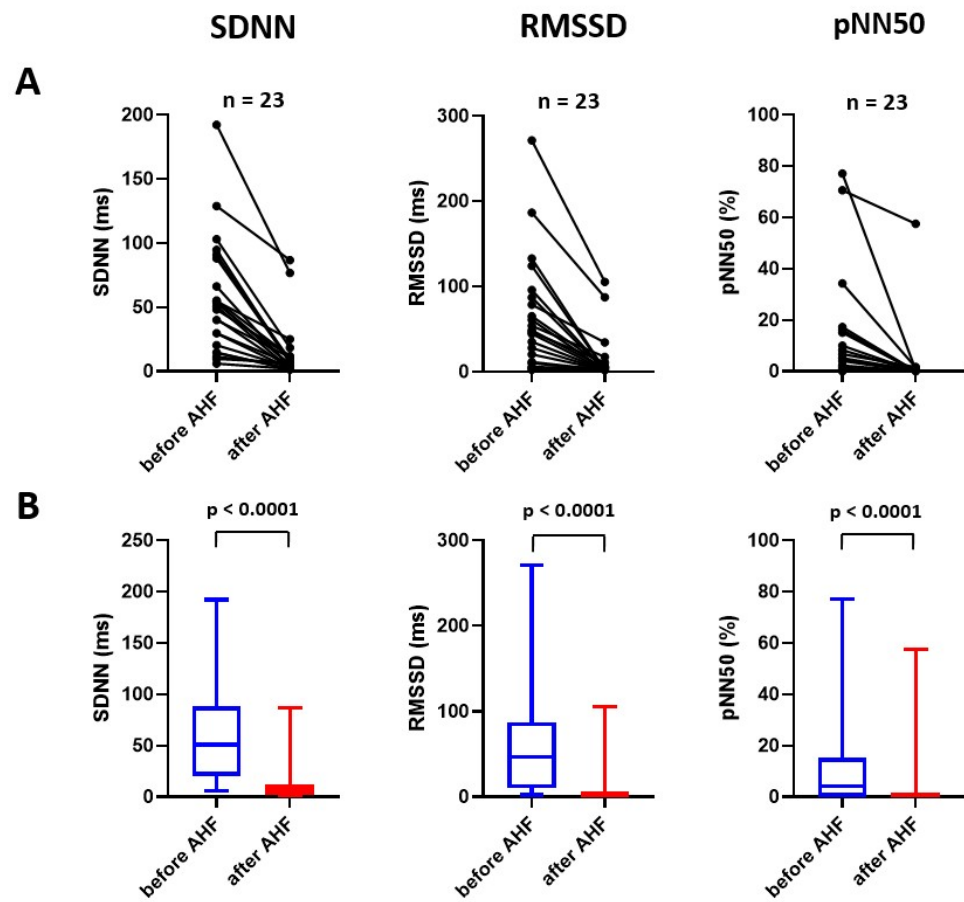 SDNN
RMSSD
pNN50
A
n = 23
n = 23
n = 23
SDNN (ms)
200
150
100
50
0
before AHF
after AHF
RMSSD (ms)
300
200
100
0
before AHF
after AHF
pNN50 (%)
100
80
60
40
20
0
before AHF
after AHF
B
p < 0.0001
p < 0.0001
p < 0.0001
SDNN (ms)
250
200
150
100
50
0
before AHF
after AHF
RMSSD (ms)
300
200
100
0
before AHF
after AHF
pNN50 (%)
100
80
60
40
20
0
before AHF
after AHF